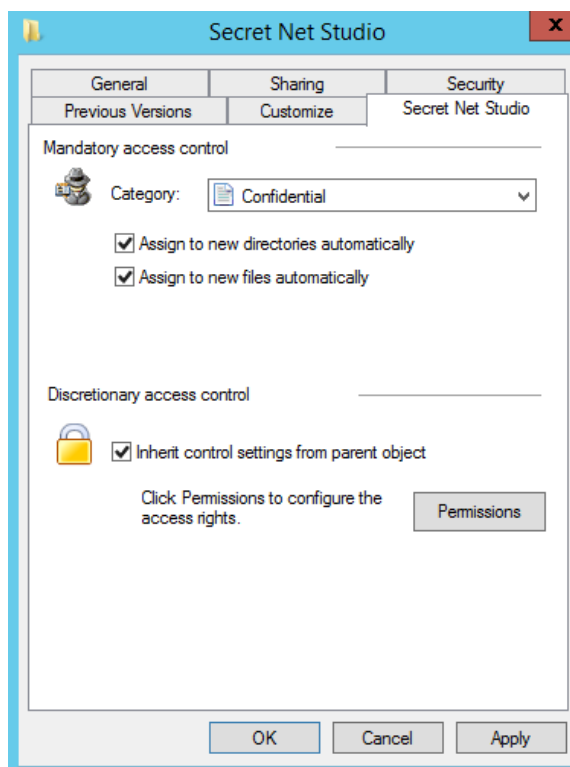 Secret Net Studio
x
General Sharing Security
Previous Versions Customize Secret Net Studio
Mandatory access control
Category: Confidential
Assign to new directories automatically
Assign to new files automatically
Discretionary access control
Inherit control settings from parent object
Click Permissions to configure the
access rights.
Permissions
OK Cancel Apply